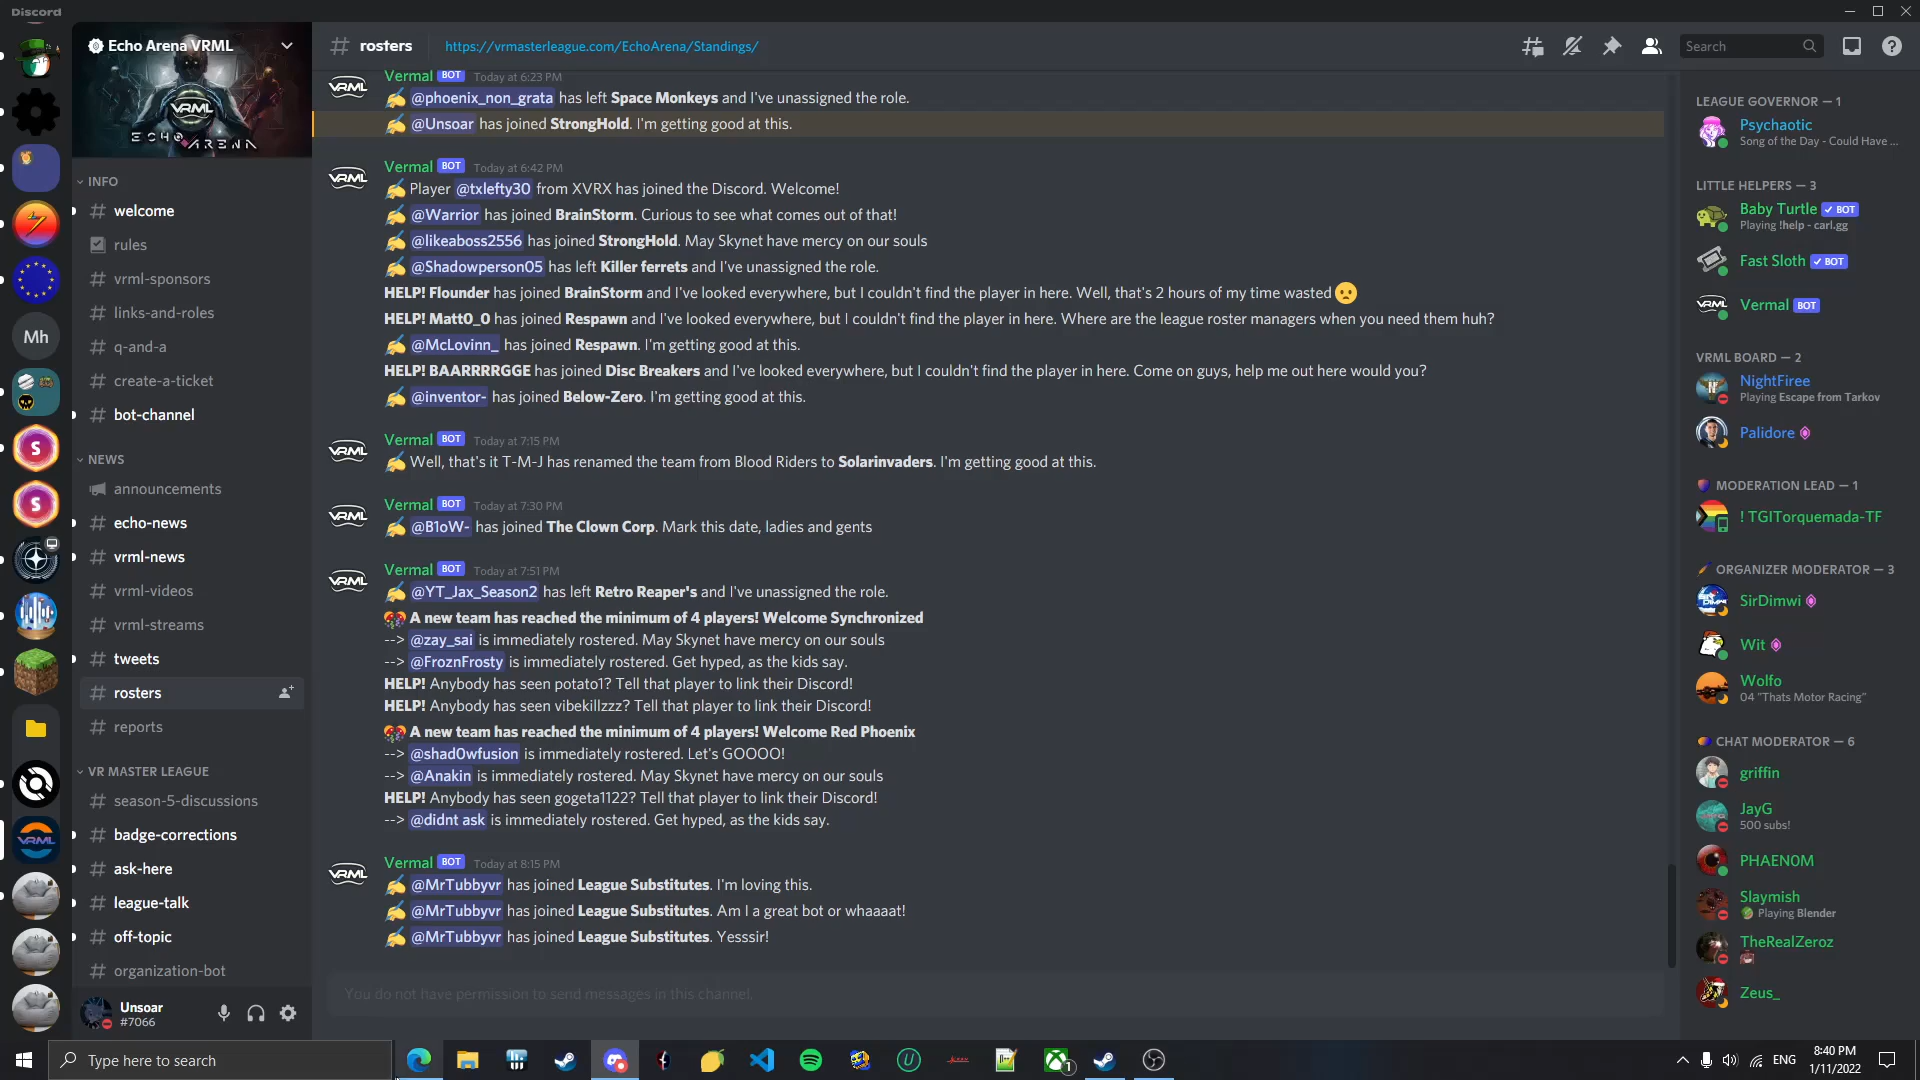 Discord
Echo Arena VRML
VRML
ECHO ARENA
INFO
# welcome
rules
# vrml-sponsors
# links-and-roles
# q-and-a
# create-a-ticket
# bot-channel
NEWS
announcements
# echo-news
# vrml-news
# vrml-videos
# vrml-streams
# tweets
# rosters
# reports
VR MASTER LEAGUE
# season-5-discussions
# badge-corrections
# ask-here
# league-talk
# off-topic
# organization-bot
Mh
S
S
VRML
Unsoar
#7066
# rosters
https://vrmasterleague.com/EchoArena/Standings/
Search
VRML
Vermal BOT Today at 6:23 PM
✍ @phoenix_non_grata has left Space Monkeys and I've unassigned the role.
✍ @Unsoar has joined StrongHold. I'm getting good at this.
VRML
Vermal BOT Today at 6:42 PM
✍ Player @txlefty30 from XVRX has joined the Discord. Welcome!
✍ @Warrior has joined BrainStorm. Curious to see what comes out of that!
✍ @likeaboss2556 has joined StrongHold. May Skynet have mercy on our souls
✍ @Shadowperson05 has left Killer ferrets and I've unassigned the role.
HELP! Flounder has joined BrainStorm and I've looked everywhere, but I couldn't find the player in here. Well, that's 2 hours of my time wasted 😦
HELP! Matt0_0 has joined Respawn and I've looked everywhere, but I couldn't find the player in here. Where are the league roster managers when you need them huh?
✍ @McLovinn_ has joined Respawn. I'm getting good at this.
HELP! BAARRRRGGE has joined Disc Breakers and I've looked everywhere, but I couldn't find the player in here. Come on guys, help me out here would you?
✍ @inventor- has joined Below-Zero. I'm getting good at this.
VRML
Vermal BOT Today at 7:15 PM
✍ Well, that's it T-M-J has renamed the team from Blood Riders to Solarinvaders. I'm getting good at this.
VRML
Vermal BOT Today at 7:30 PM
✍ @B1oW- has joined The Clown Corp. Mark this date, ladies and gents
VRML
Vermal BOT Today at 7:51 PM
✍ @YT_Jax_Season2 has left Retro Reaper's and I've unassigned the role.
A new team has reached the minimum of 4 players! Welcome Synchronized
--> @zay_sai is immediately rostered. May Skynet have mercy on our souls
--> @FroznFrosty is immediately rostered. Get hyped, as the kids say.
HELP! Anybody has seen potato1? Tell that player to link their Discord!
HELP! Anybody has seen vibekillzzz? Tell that player to link their Discord!
A new team has reached the minimum of 4 players! Welcome Red Phoenix
--> @shad0wfusion is immediately rostered. Let's GOOOO!
--> @Anakin is immediately rostered. May Skynet have mercy on our souls
HELP! Anybody has seen gogeta1122? Tell that player to link their Discord!
--> @didnt ask is immediately rostered. Get hyped, as the kids say.
VRML
Vermal BOT Today at 8:15 PM
✍ @MrTubbyvr has joined League Substitutes. I'm loving this.
✍ @MrTubbyvr has joined League Substitutes. Am I a great bot or whaaaat!
✍ @MrTubbyvr has joined League Substitutes. Yesssir!
You do not have permission to send messages in this channel.
LEAGUE GOVERNOR — 1
Psychaotic
Song of the Day - Could Have ...
LITTLE HELPERS — 3
Baby Turtle ✓ BOT
Playing !help - carl.gg
Fast Sloth ✓ BOT
VRML
Vermal BOT
VRML BOARD — 2
NightFiree
Playing Escape from Tarkov
Palidore
MODERATION LEAD — 1
! TGITorquemada-TF
ORGANIZER MODERATOR — 3
SirDimwi
Wit
Wolfo
04 "Thats Motor Racing"
CHAT MODERATOR — 6
griffin
JayG
500 subs!
PHAEN0M
Slaymish
Playing Blender
TheRealZeroz
Zeus_
Type here to search
1
ENG
8:40 PM
1/11/2022